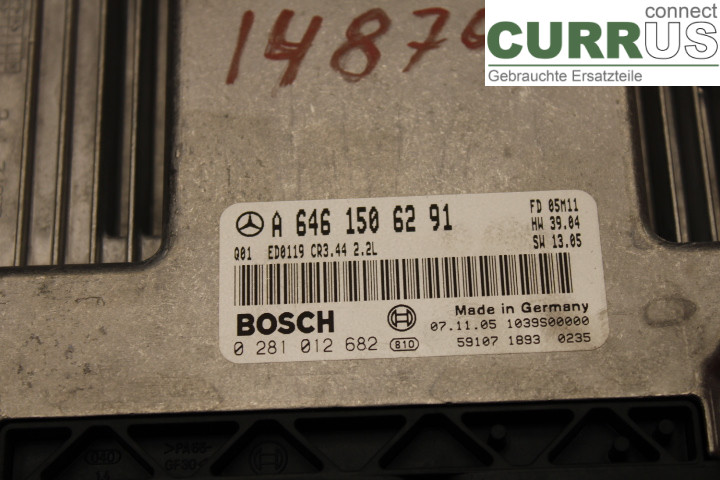 connect
CURRUS
Gebrauchte Ersatzteile
A 646 150 62 91
FD 05M11
HW 39.04
Q01 ED0119 CR3.44 2.2L
SW 13.05
BOSCH
Made in Germany
07.11.05 1039S00000
0 281 012 682 810
59107 1893 0235
>PA66-
GF30<